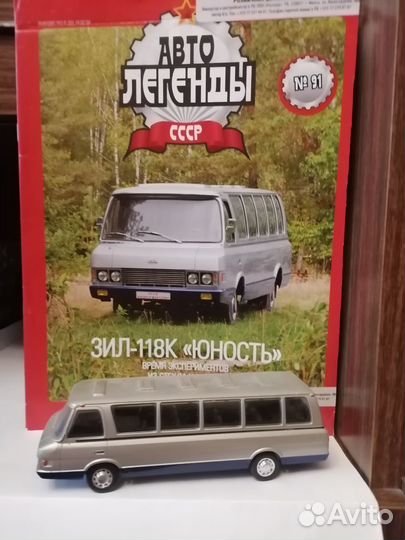 АВТО
ЛЕГЕНДЫ
СССР
№ 91
ЗИЛ-118К «ЮНОСТЬ»
ВРЕМЯ ЭКСПЕРИМЕНТОВ
Avito